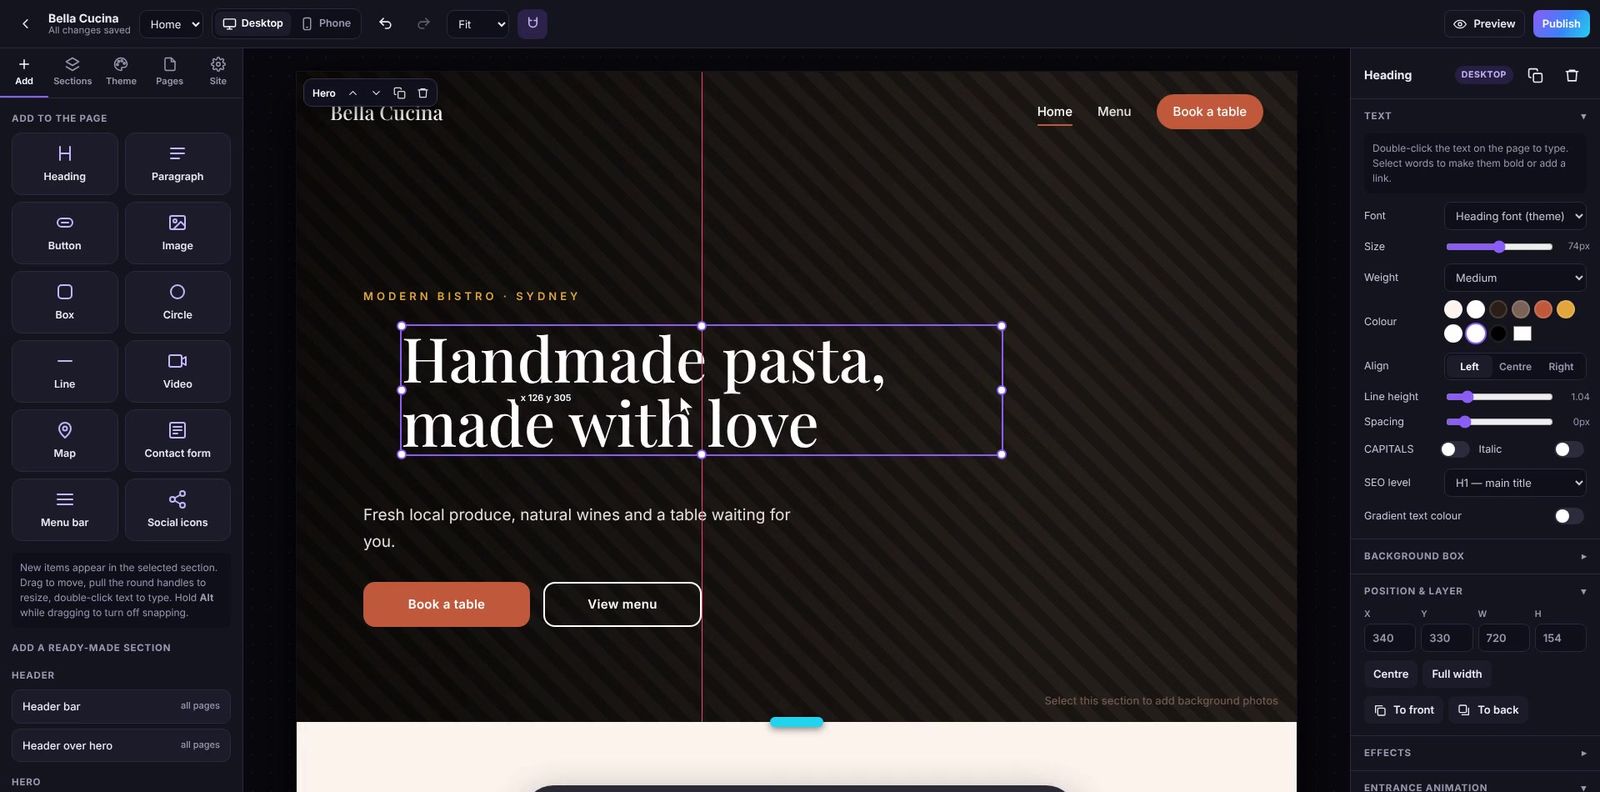 Bella Cucina
All changes saved
Home
Desktop
Phone
Fit
Preview
Publish
Add
Sections
Theme
Pages
Site
ADD TO THE PAGE
Heading
Paragraph
Button
Image
Box
Circle
Line
Video
Map
Contact form
Menu bar
Social icons
New items appear in the selected section.
Drag to move, pull the round handles to
resize, double-click text to type. Hold Alt
while dragging to turn off snapping.
ADD A READY-MADE SECTION
HEADER
Header bar all pages
Header over hero all pages
HERO
Hero
Bella Cucina
Home
Menu
Book a table
MODERN BISTRO · SYDNEY
Handmade pasta,
x 126 y 305
made with love
Fresh local produce, natural wines and a table waiting for
you.
Book a table
View menu
Select this section to add background photos
Heading
DESKTOP
TEXT
Double-click the text on the page to type.
Select words to make them bold or add a
link.
Font Heading font (theme)
Size 74px
Weight Medium
Colour
Align Left Centre Right
Line height 1.04
Spacing 0px
CAPITALS Italic
SEO level H1 — main title
Gradient text colour
BACKGROUND BOX
POSITION & LAYER
X Y W H
340 330 720 154
Centre Full width
To front To back
EFFECTS
ENTRANCE ANIMATION